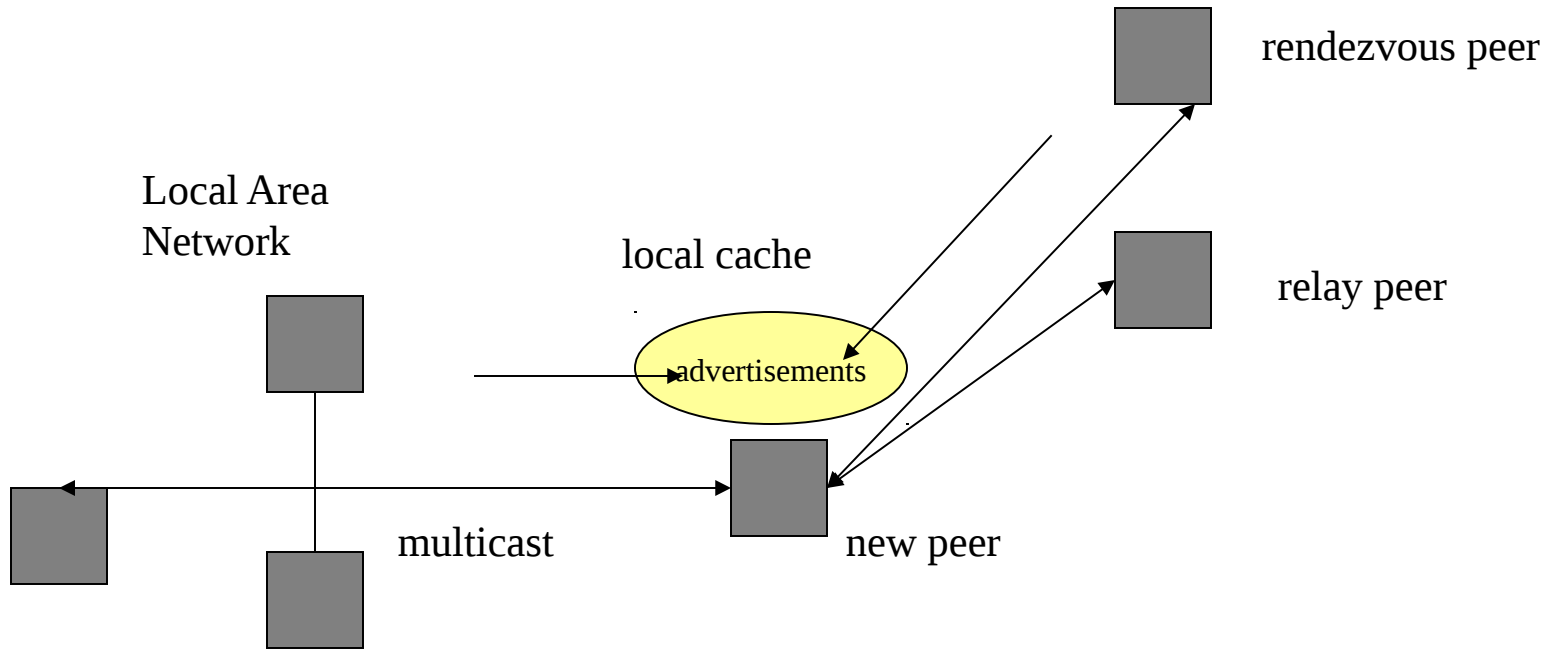 rendezvous peer
Local Area
Network
local cache
relay peer
advertisements
multicast
new peer